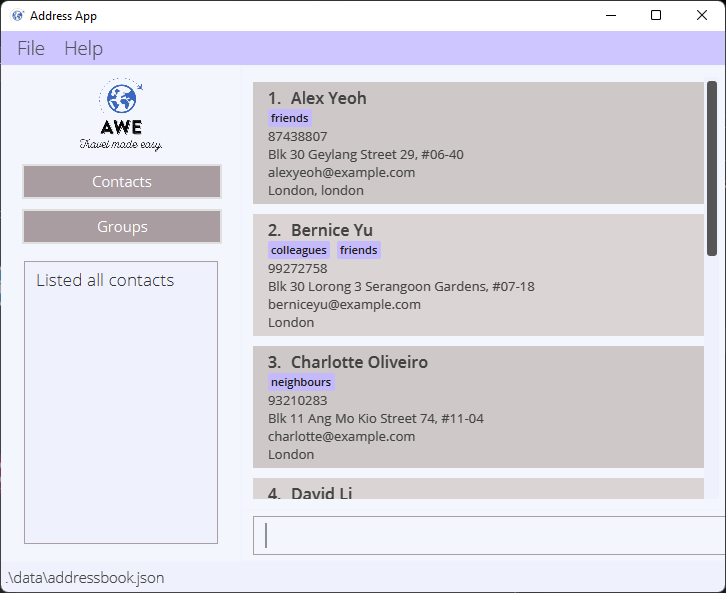 Address App
File Help
AWE
Travel made easy.
Contacts
Groups
Listed all contacts
1. Alex Yeoh
friends
87438807
Blk 30 Geylang Street 29, #06-40
alexyeoh@example.com
London, london
2. Bernice Yu
colleagues friends
99272758
Blk 30 Lorong 3 Serangoon Gardens, #07-18
berniceyu@example.com
London
3. Charlotte Oliveiro
neighbours
93210283
Blk 11 Ang Mo Kio Street 74, #11-04
charlotte@example.com
London
4. David Li
.\data\addressbook.json